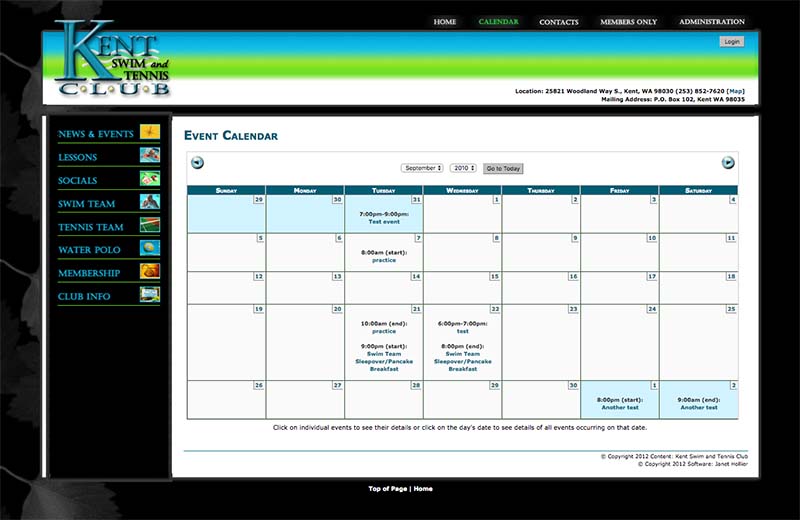 HOME CALENDAR CONTACTS MEMBERS ONLY ADMINISTRATION
Login
KENT
SWIM and
TENNIS
CLUB
Location: 25821 Woodland Way S., Kent, WA 98030 (253) 852-7620 [Map]
Mailing Address: P.O. Box 102, Kent WA 98035
NEWS & EVENTS
LESSONS
SOCIALS
SWIM TEAM
TENNIS TEAM
WATER POLO
MEMBERSHIP
CLUB INFO
EVENT CALENDAR
September 2010 Go to Today
SUNDAY MONDAY TUESDAY WEDNESDAY THURSDAY FRIDAY SATURDAY
29 30 31 1 2 3 4
7:00pm-9:00pm:
Test event
5 6 7 8 9 10 11
8:00am (start):
practice
12 13 14 15 16 17 18
19 20 21 22 23 24 25
10:00am (end): 6:00pm-7:00pm:
practice test
9:00pm (start): 8:00pm (end):
Swim Team Swim Team
Sleepover/Pancake Sleepover/Pancake
Breakfast Breakfast
26 27 28 29 30 1 2
8:00pm (start): 9:00am (end):
Another test Another test
Click on individual events to see their details or click on the day's date to see details of all events occurring on that date.
© Copyright 2012 Content: Kent Swim and Tennis Club
© Copyright 2012 Software: Janet Hollier
Top of Page | Home